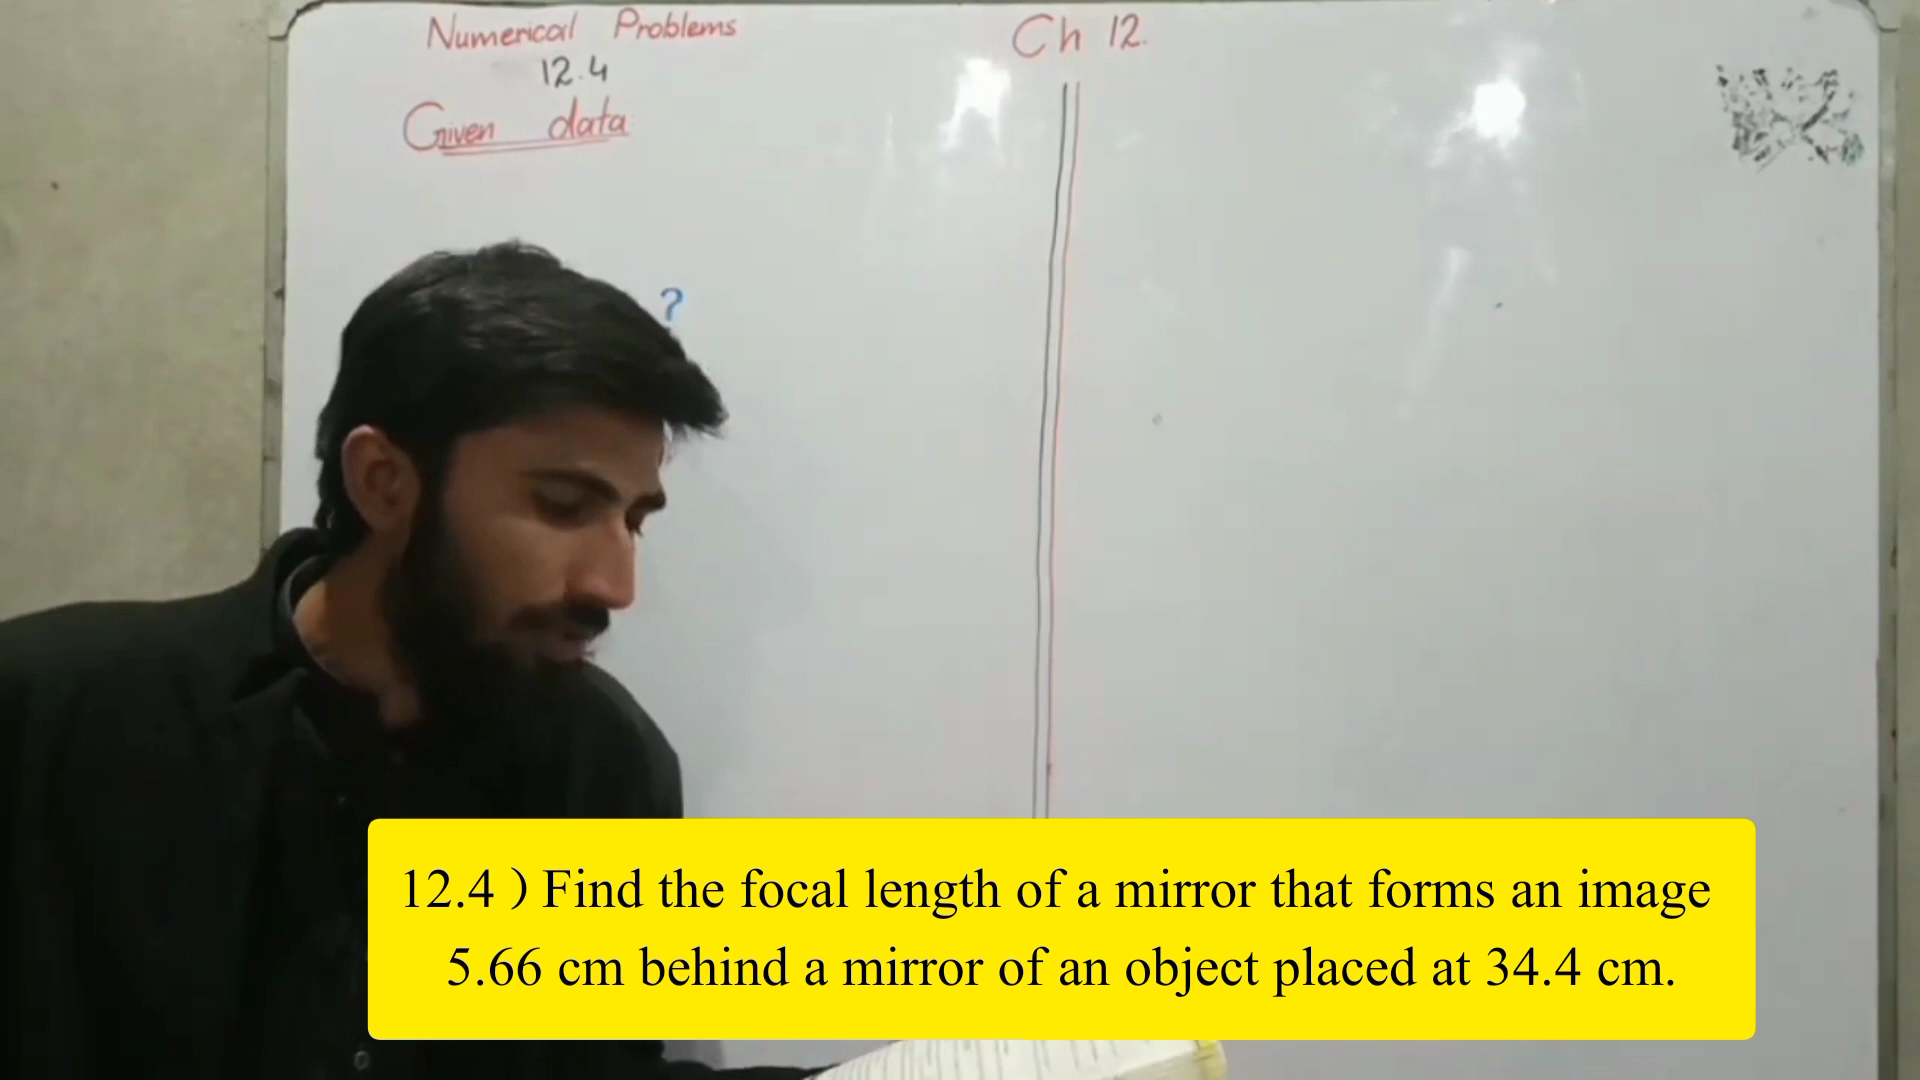 Numerical Problems
Ch 12.
12.4
Given data
?
12.4 ) Find the focal length of a mirror that forms an image
5.66 cm behind a mirror of an object placed at 34.4 cm.